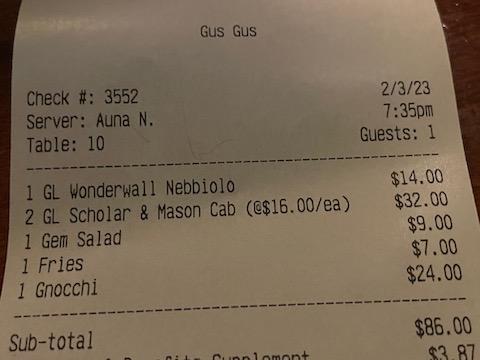 Gus Gus
Check #: 3552 2/3/23
Server: Auna N. 7:35pm
Table: 10 Guests: 1
1 GL Wonderwall Nebbiolo $14.00
2 GL Scholar & Mason Cab (@$16.00/ea) $32.00
1 Gem Salad $9.00
1 Fries $7.00
1 Gnocchi $24.00
Sub-total $86.00
Supplement $3.87